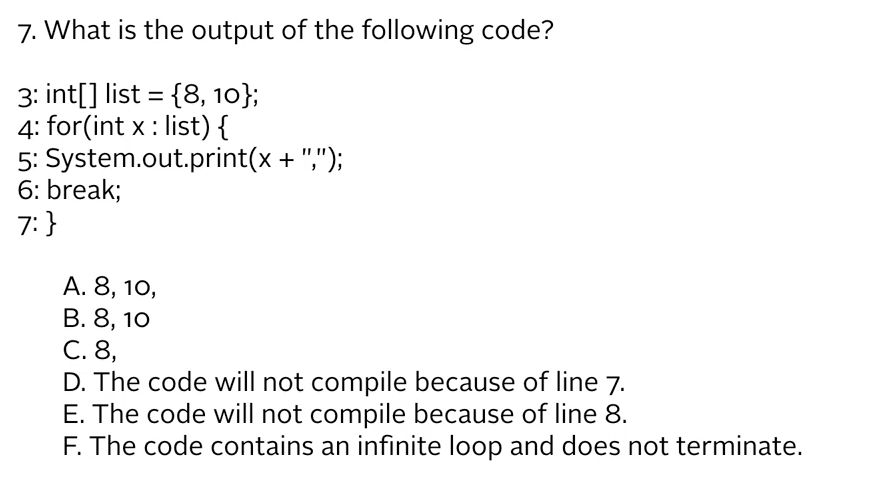 7. What is the output of the following code?
3: int[] list = {8, 10};
4: for(int x : list) {
5: System.out.print(x + ",");
6: break;
7: }
A. 8, 10,
B. 8, 10
C. 8,
D. The code will not compile because of line 7.
E. The code will not compile because of line 8.
F. The code contains an infinite loop and does not terminate.